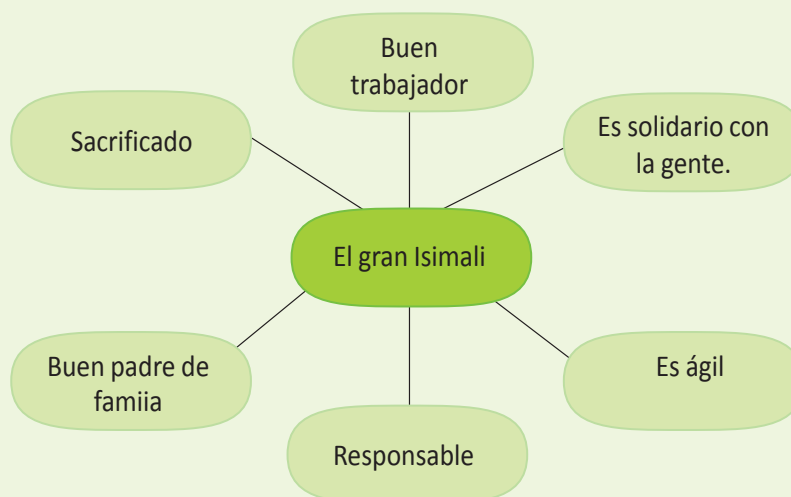 Buen
trabajador
Sacrificado
Es solidario con
la gente.
El gran Isimali
Buen padre de
famiia
Es ágil
Responsable